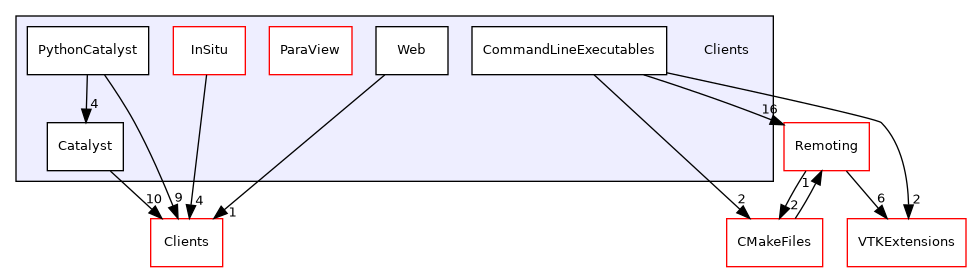 PythonCatalyst
InSitu
ParaView
Web
CommandLineExecutables
Clients
4
16
Catalyst
Remoting
10
9
4
1
2
2
1
6
2
Clients
CMakeFiles
VTKExtensions